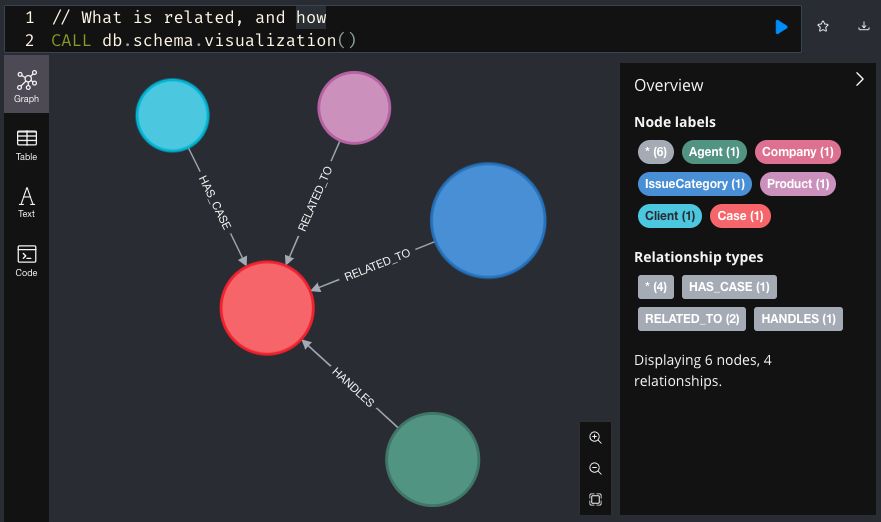 1 // What is related, and how
2 CALL db.schema.visualization()
Graph
Table
Text
Code
HAS_CASE
RELATED_TO
RELATED_TO
HANDLES
Overview
Node labels
* (6) Agent (1) Company (1)
IssueCategory (1) Product (1)
Client (1) Case (1)
Relationship types
* (4) HAS_CASE (1)
RELATED_TO (2) HANDLES (1)
Displaying 6 nodes, 4
relationships.